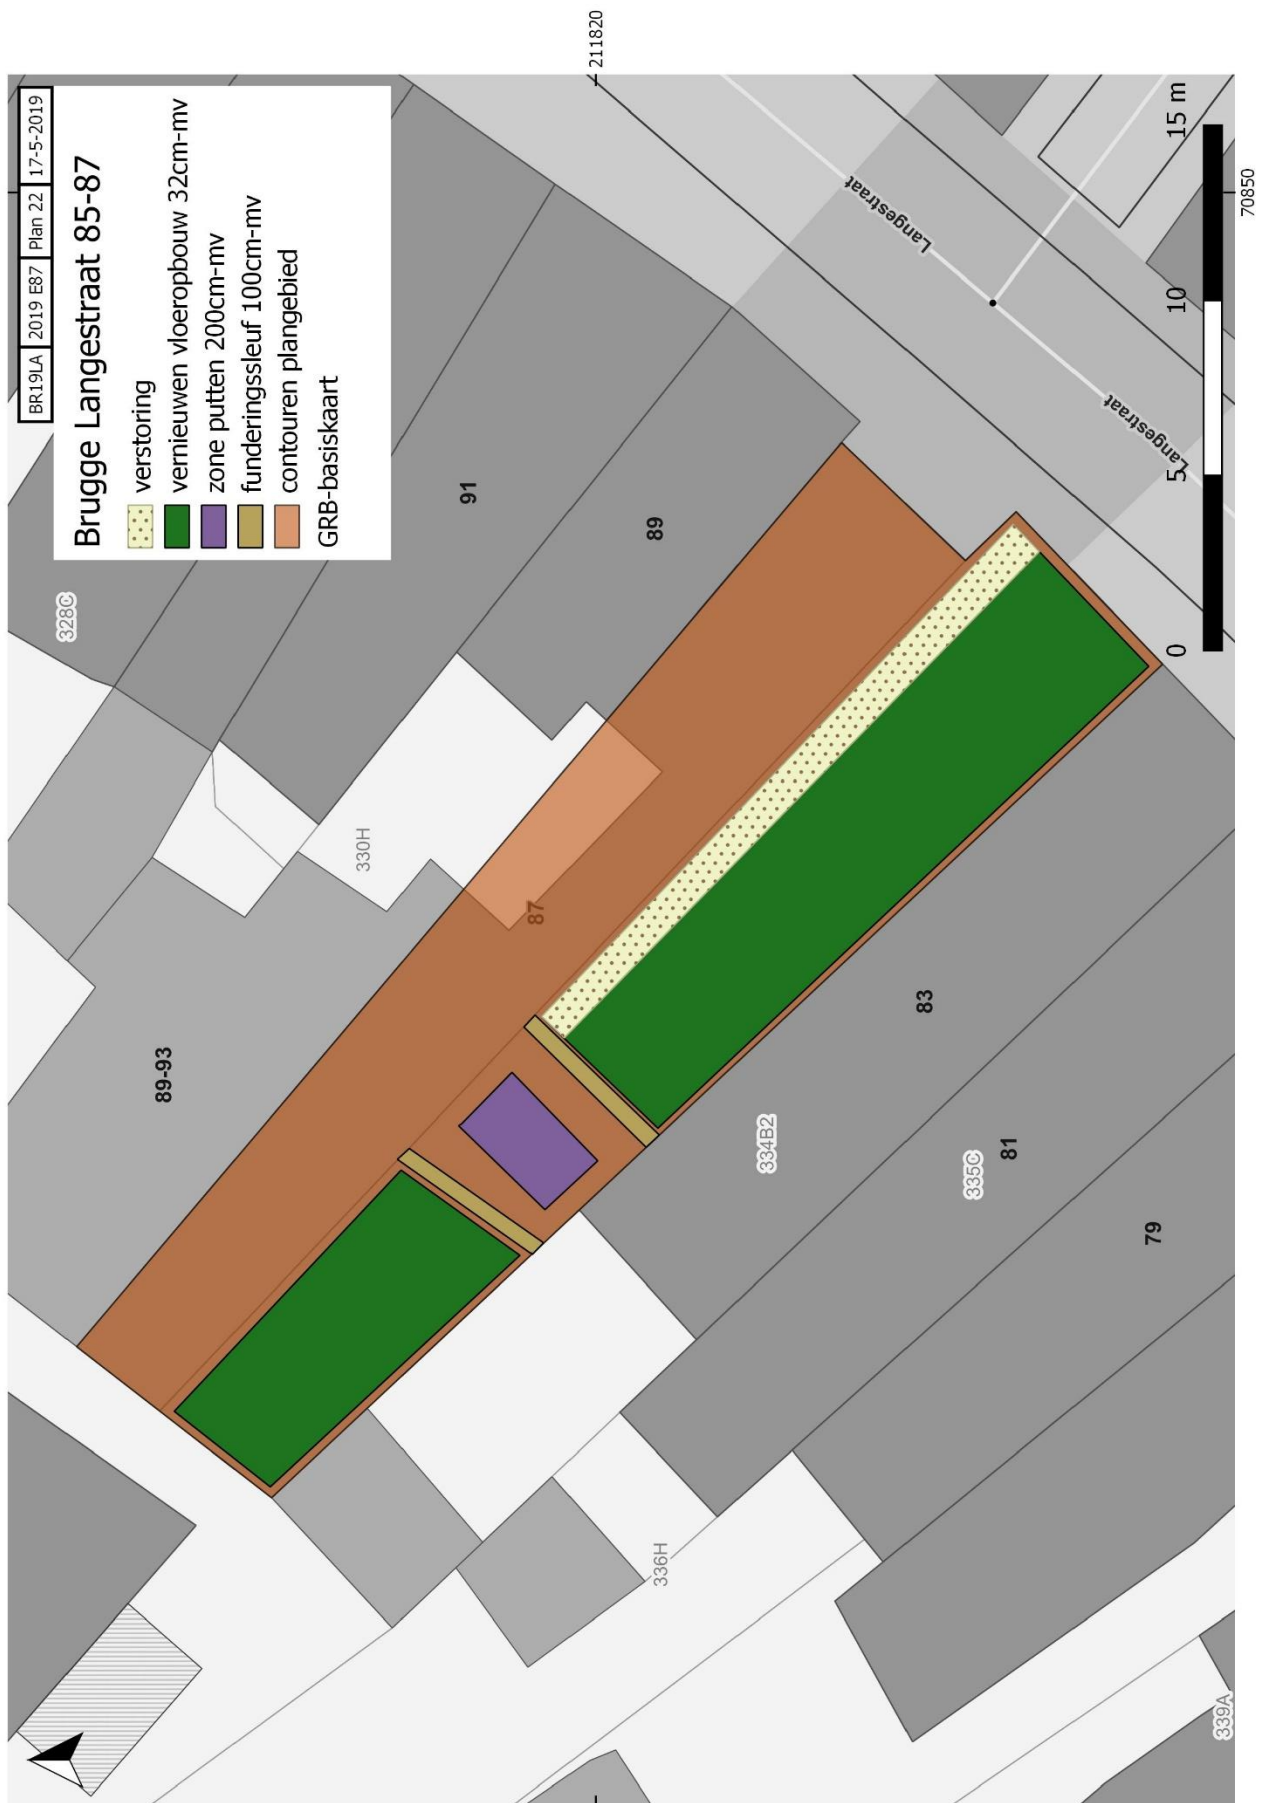 BR19LA 2019 E87 Plan 22 17-5-2019
Brugge Langestraat 85-87
verstoring
vernieuwen vloeropbouw 32cm-mv
zone putten 200cm-mv
funderingssleuf 100cm-mv
contouren plangebied
GRB-basiskaart
211820
328C
91
89
330H
87
89-93
Langestraat
Langestraat
83
334B2
335C
81
79
336H
339A
0 5 10 15 m
70850